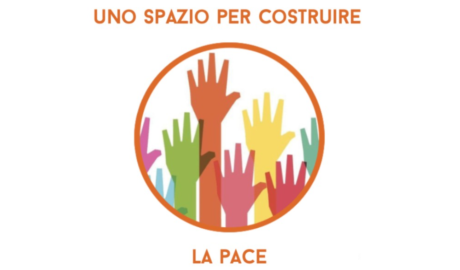 UNO SPAZIO PER COSTRUIRE
LA PACE